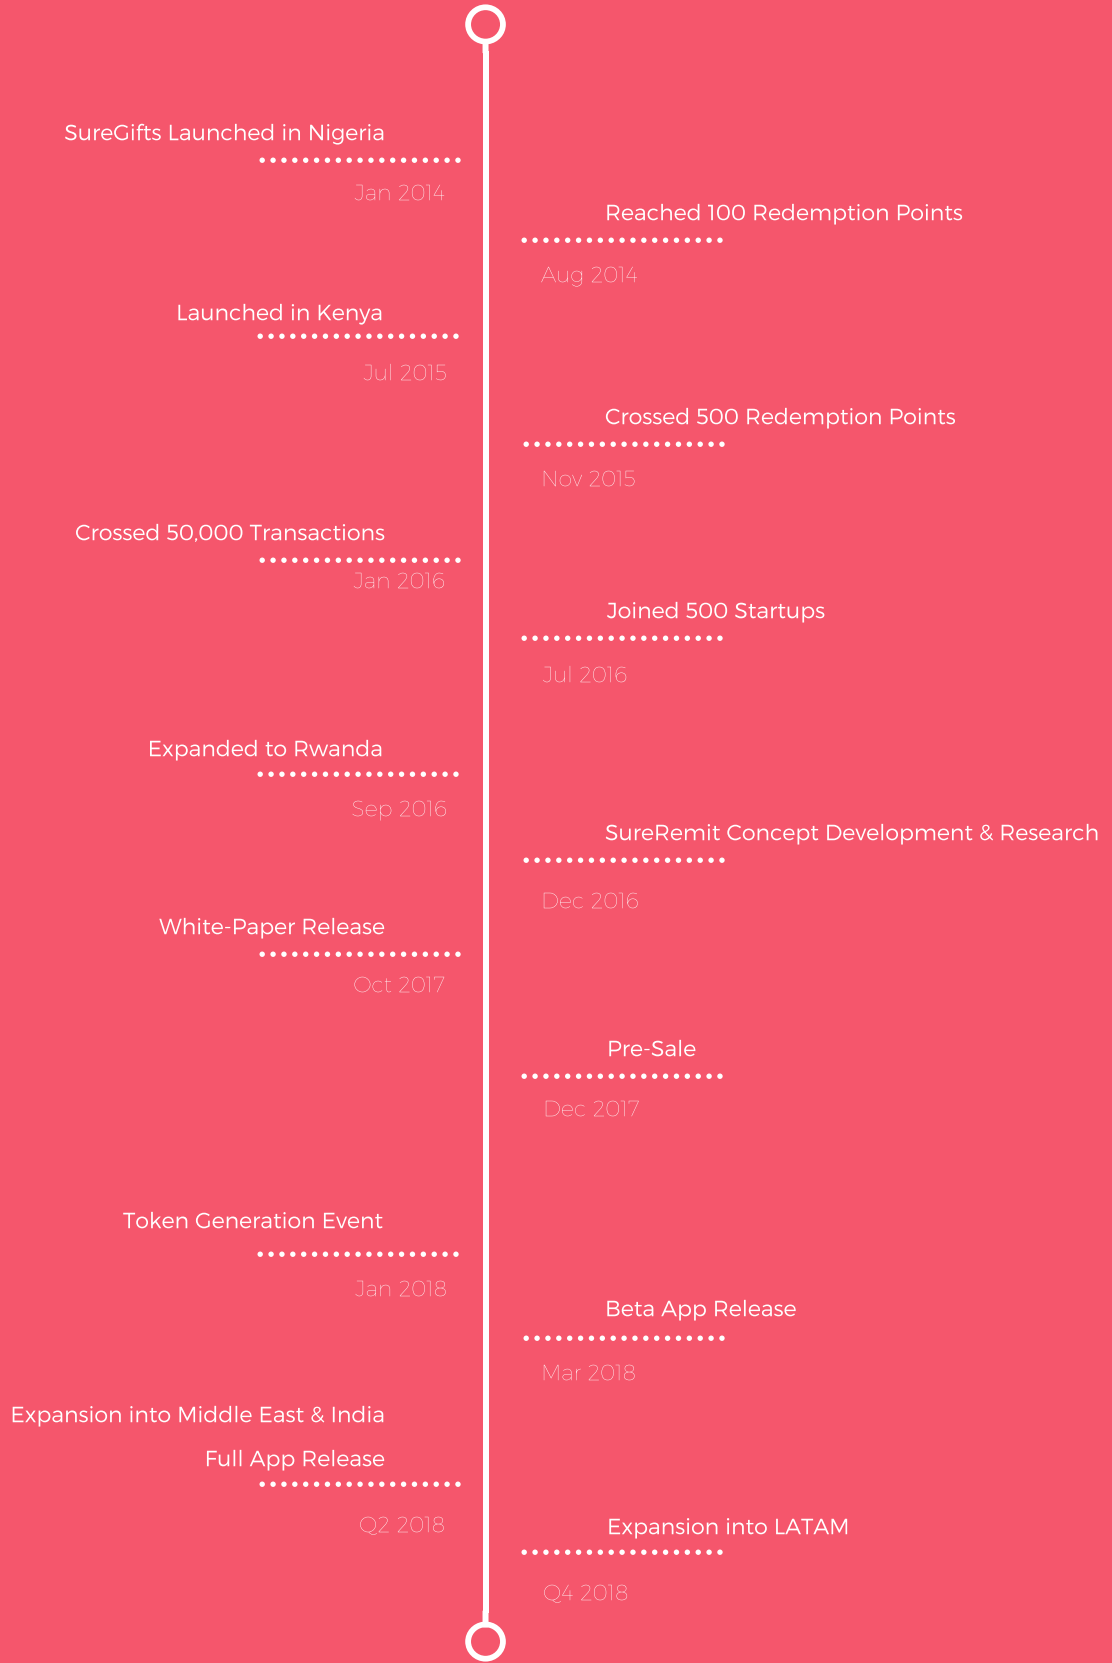 SureGifts Launched in Nigeria
Jan 2014
Reached 100 Redemption Points
Aug 2014
Launched in Kenya
Jul 2015
Crossed 500 Redemption Points
Nov 2015
Crossed 50,000 Transactions
Jan 2016
Joined 500 Startups
Jul 2016
Expanded to Rwanda
Sep 2016
SureRemit Concept Development & Research
Dec 2016
White-Paper Release
Oct 2017
Pre-Sale
Dec 2017
Token Generation Event
Jan 2018
Beta App Release
Mar 2018
Expansion into Middle East & India
Full App Release
Q2 2018
Expansion into LATAM
Q4 2018